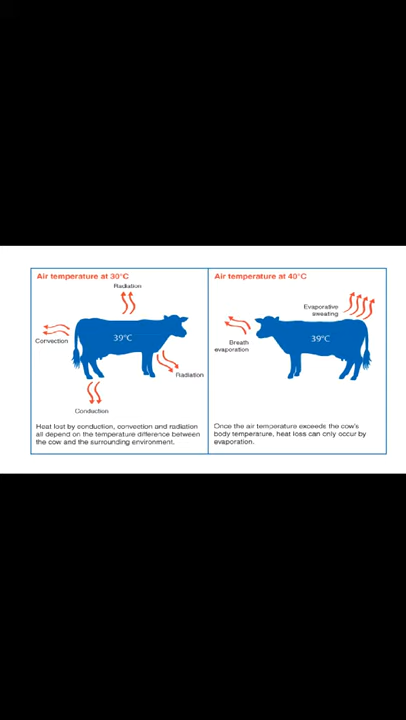 Air temperature at 30°C
Radiation
Convection
39°C
Radiation
Conduction
Heat lost by conduction, convection and radiation
all depend on the temperature difference between
the cow and the surrounding environment.
Air temperature at 40°C
Evaporative
sweating
Breath
evaporation
39°C
Once the air temperature exceeds the cow's
body temperature, heat loss can only occur by
evaporation.